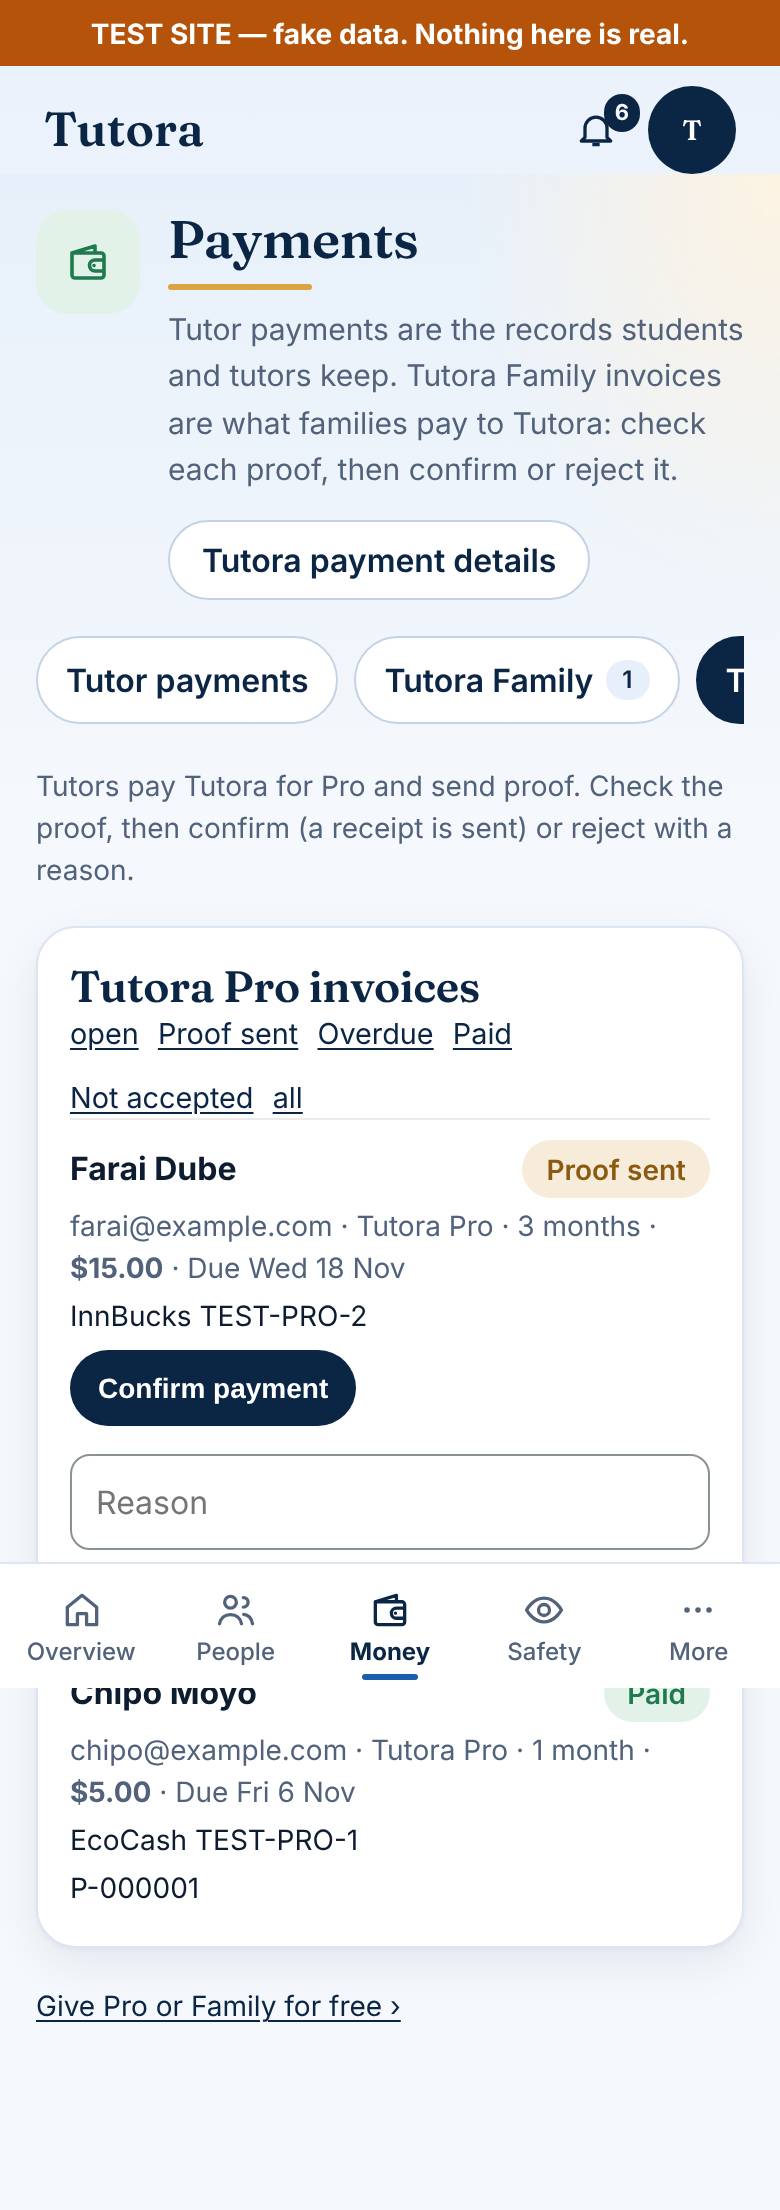 TEST SITE — fake data. Nothing here is real.
Tutora
6
T
Payments
Tutor payments are the records students
and tutors keep. Tutora Family invoices
are what families pay to Tutora: check
each proof, then confirm or reject it.
Tutora payment details
Tutor payments
Tutora Family 1
T
Tutors pay Tutora for Pro and send proof. Check the
proof, then confirm (a receipt is sent) or reject with a
reason.
Tutora Pro invoices
open Proof sent Overdue Paid
Not accepted all
Farai Dube
Proof sent
farai@example.com · Tutora Pro · 3 months ·
$15.00 · Due Wed 18 Nov
InnBucks TEST-PRO-2
Confirm payment
Reason
Overview
People
Money
Safety
More
Chipo Moyo
Paid
chipo@example.com · Tutora Pro · 1 month ·
$5.00 · Due Fri 6 Nov
EcoCash TEST-PRO-1
P-000001
Give Pro or Family for free ›